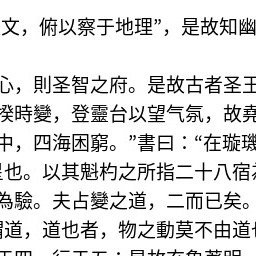 文，俯以察于地理”，是故知幽
心，則圣智之府。是故古者圣王
揆時變，登靈台以望气氛，故堯
中，四海困窮。”書曰：“在璇璣
也。以其魁杓之所指二十八宿為
為驗。夫占變之道，二而已矣。
道，道也者，物之動莫不由道也